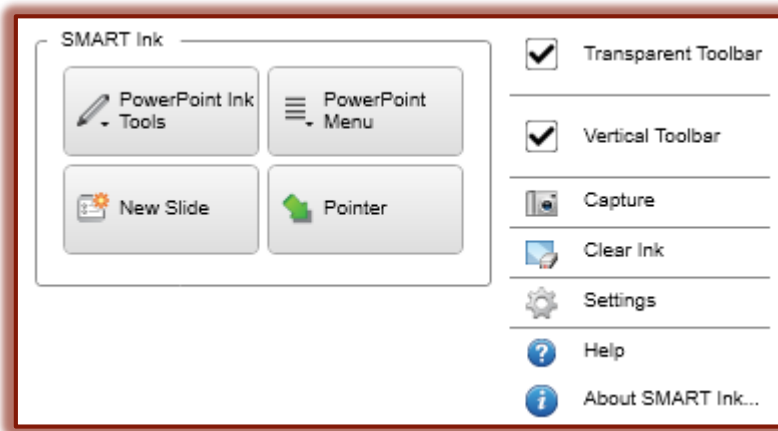 SMART Ink
PowerPoint Ink
Tools
PowerPoint
Menu
New Slide
Pointer
Transparent Toolbar
Vertical Toolbar
Capture
Clear Ink
Settings
Help
About SMART Ink...